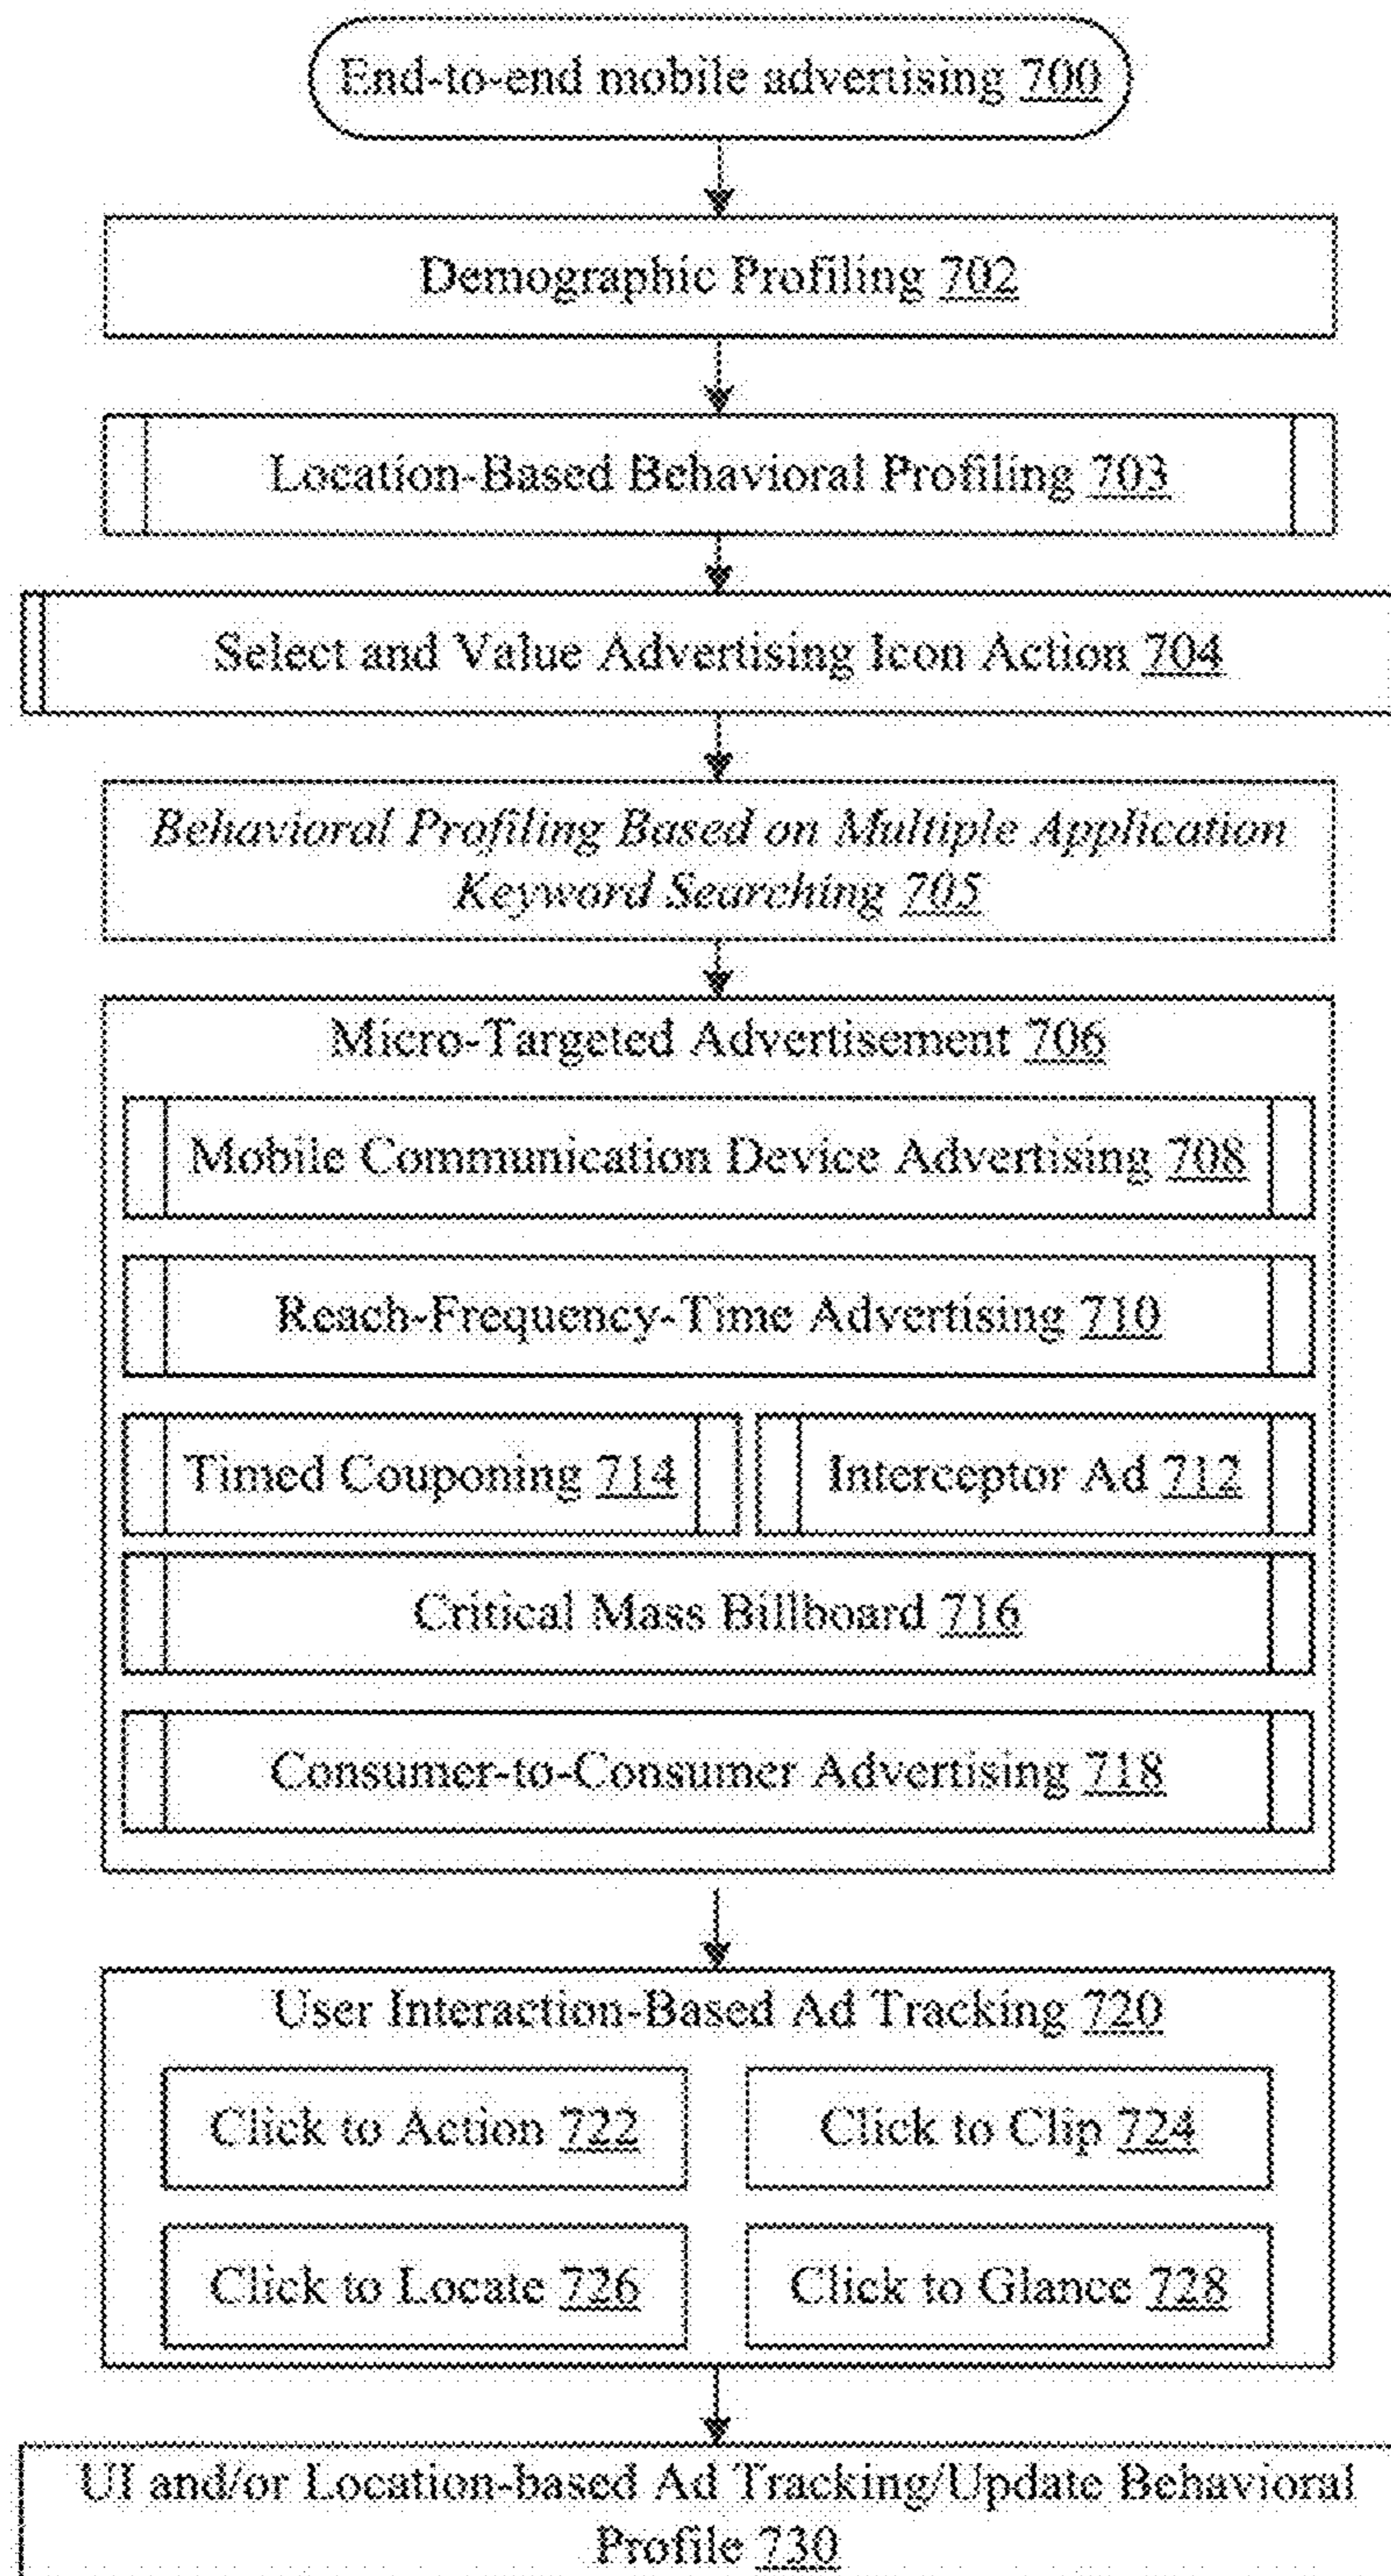 End-to-end mobile advertising 700
Demographic Profiling 702
Location-Based Behavioral Profiling 703
Select and Value Advertising Icon Action 704
Behavioral Profiling Based on Multiple Application
Keyword Searching 705
Micro-Targeted Advertisement 706
Mobile Communication Device Advertising 708
Reach-Frequency-Time Advertising 710
Timed Couponing 714
Interceptor Ad 712
Critical Mass Billboard 716
Consumer-to-Consumer Advertising 718
User Interaction-Based Ad Tracking 720
Click to Action 722
Click to Clip 724
Click to Locate 726
Click to Glance 728
UI and/or Location-based Ad Tracking/Update Behavioral
Profile 730